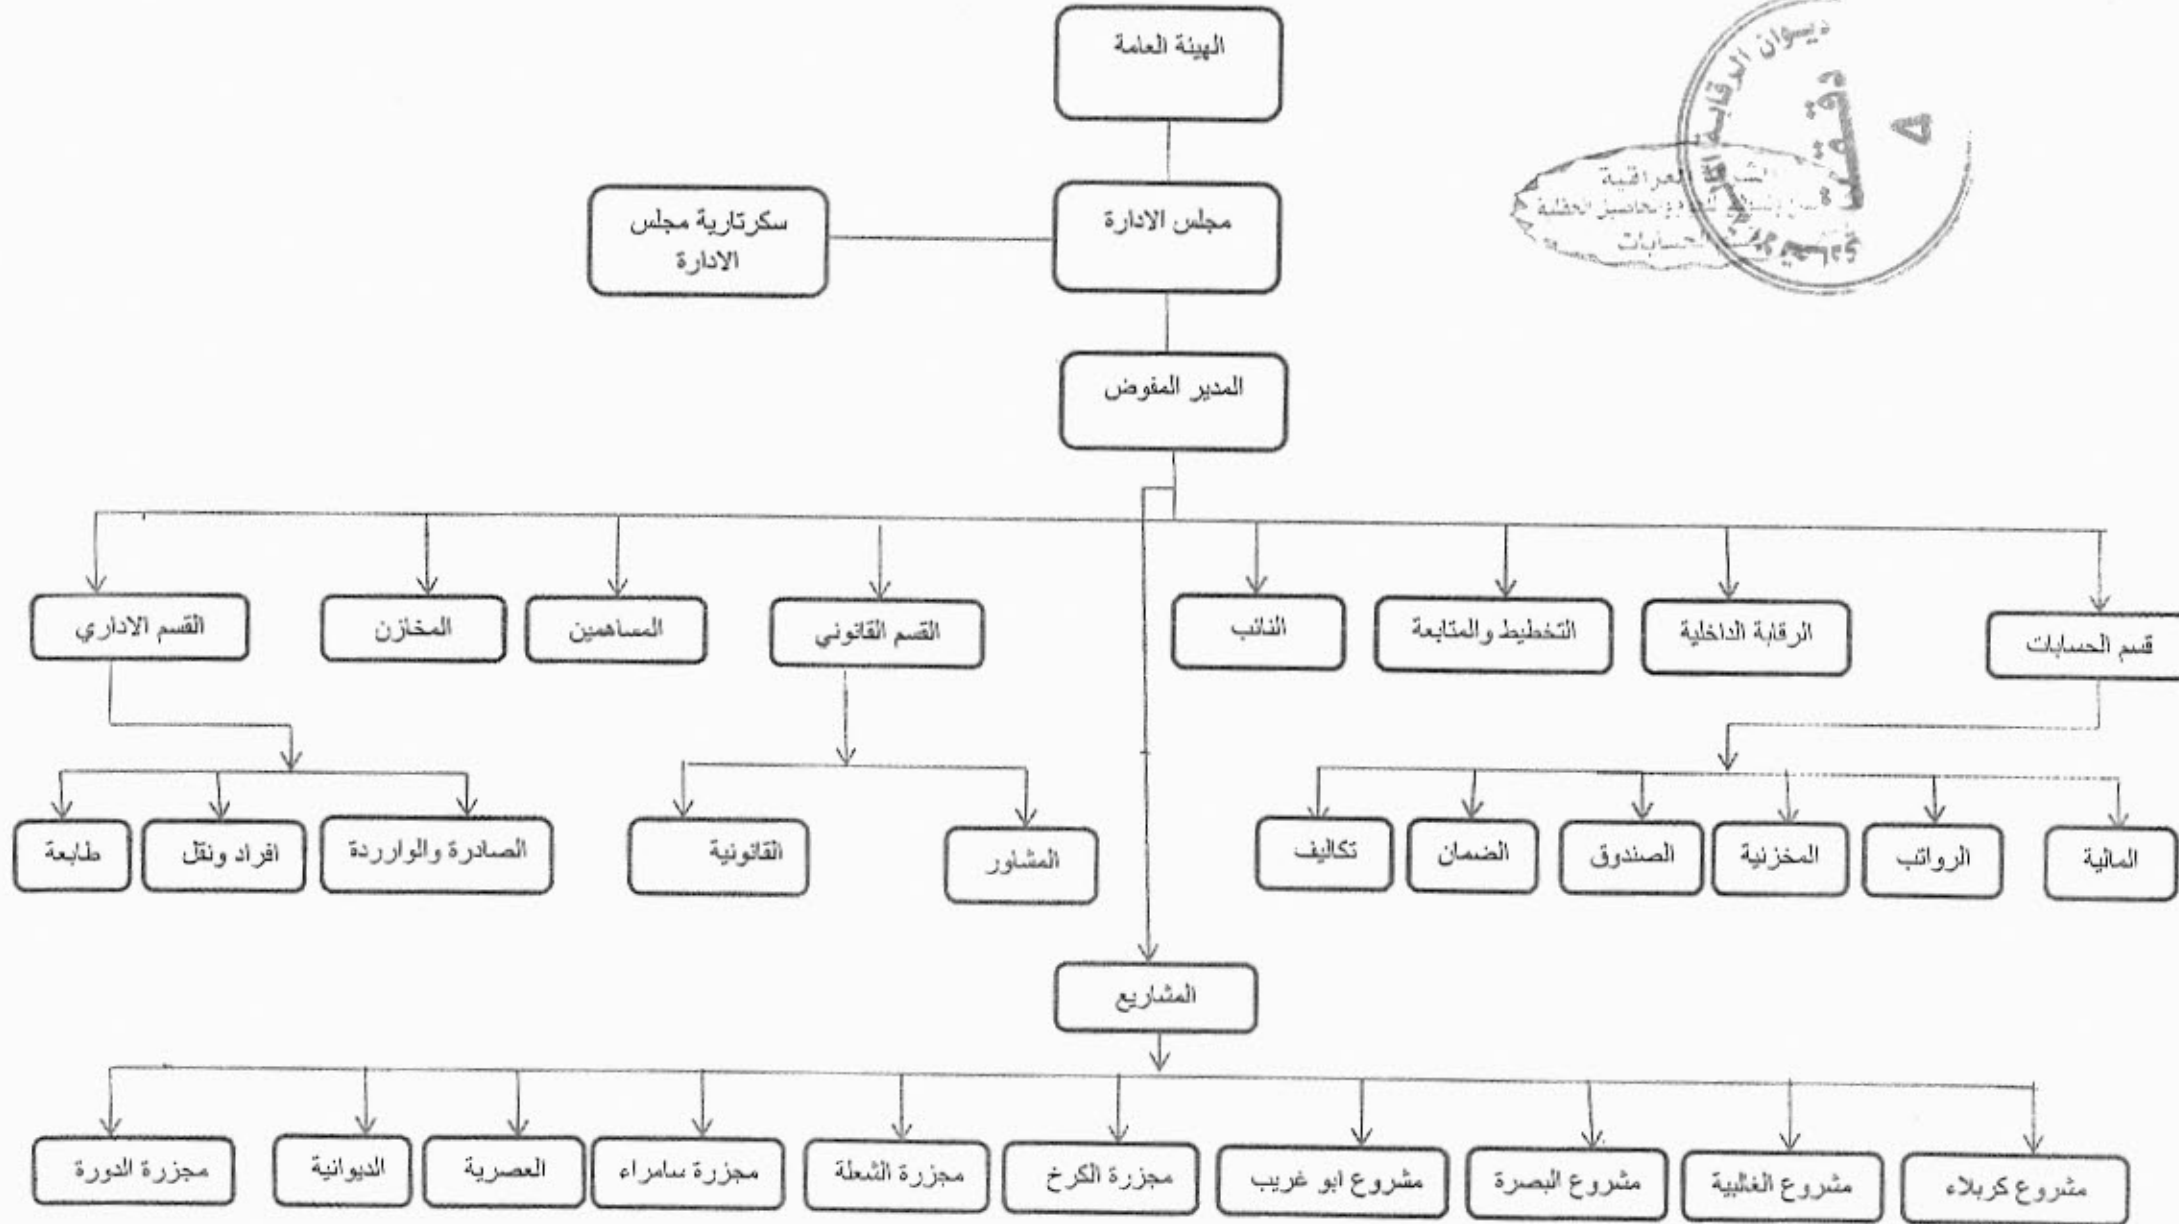 الهيئة العامة
ديوان الرقابة
العراقية
الحسابات
مجلس الادارة
سكرتارية مجلس
الادارة
المدير المفوض
قسم الحسابات
الرقابة الداخلية
التخطيط والمتابعة
النائب
القسم القانوني
المساهمين
المخازن
القسم الاداري
المالية
الرواتب
المخزنية
الصندوق
الضمان
تكاليف
المشاور
القانونية
الصادرة والواردة
افراد ونقل
طابعة
المشاريع
مشروع كربلاء
مشروع الغالبية
مشروع البصرة
مشروع ابو غريب
مجزرة الكرخ
مجزرة الشعلة
مجزرة سامراء
العصرية
الديوانية
مجزرة الدورة